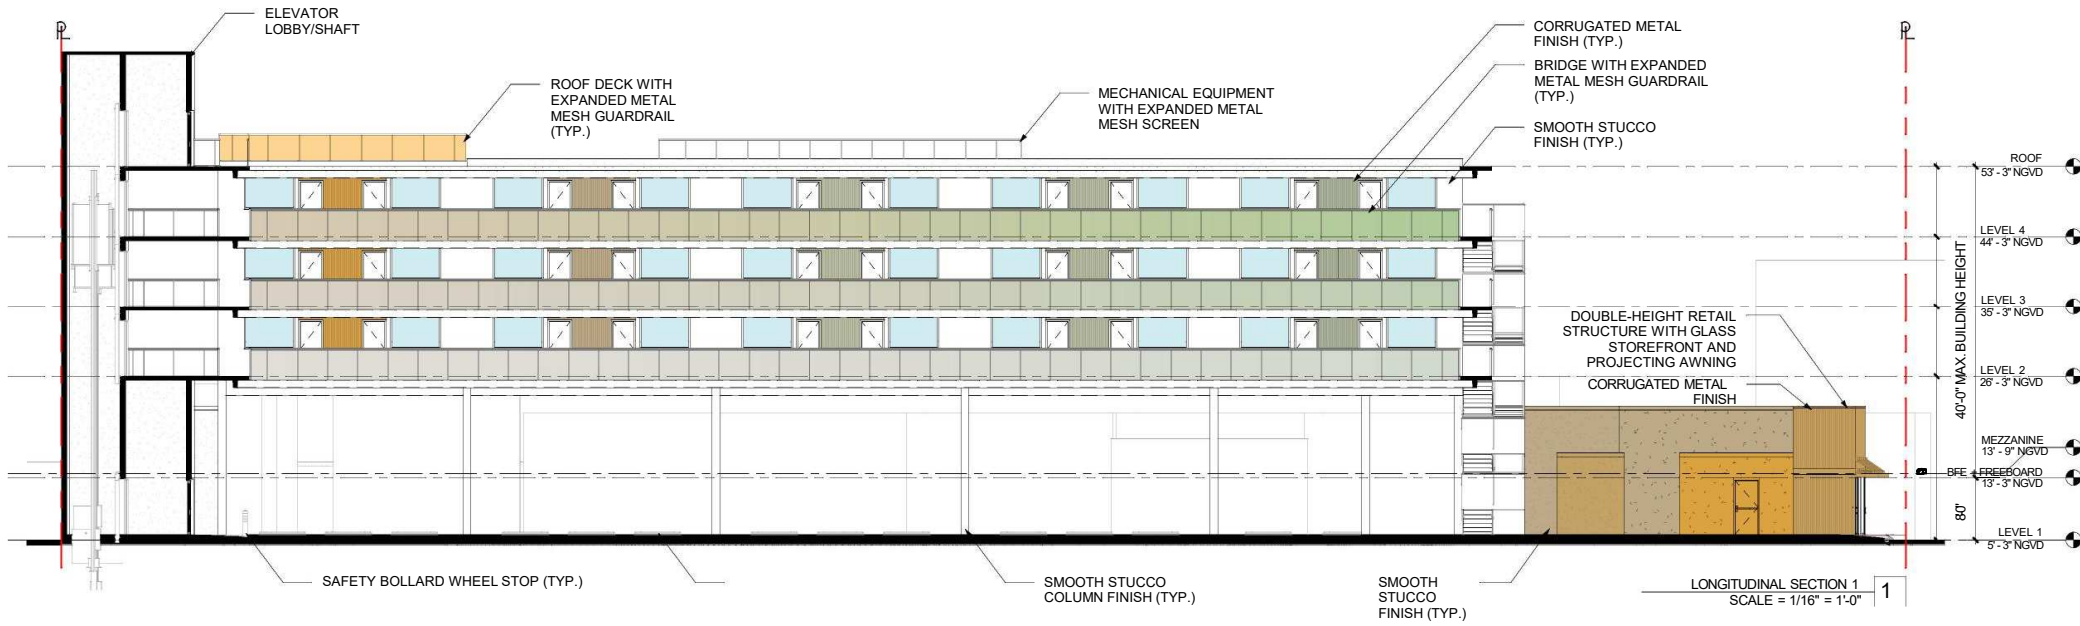 ELEVATOR
LOBBY/SHAFT
ROOF DECK WITH
EXPANDED METAL
MESH GUARDRAIL
(TYP.)
MECHANICAL EQUIPMENT
WITH EXPANDED METAL
MESH SCREEN
CORRUGATED METAL
FINISH (TYP.)
BRIDGE WITH EXPANDED
METAL MESH GUARDRAIL
(TYP.)
SMOOTH STUCCO
FINISH (TYP.)
PL
PL
ROOF
53' - 3" NGVD
LEVEL 4
44' - 3" NGVD
LEVEL 3
35' - 3" NGVD
LEVEL 2
26' - 3" NGVD
MEZZANINE
13' - 9" NGVD
BFE + FREEBOARD
13' - 3" NGVD
LEVEL 1
5' - 3" NGVD
40'-0" MAX. BUILDING HEIGHT
80"
DOUBLE-HEIGHT RETAIL
STRUCTURE WITH GLASS
STOREFRONT AND
PROJECTING AWNING
CORRUGATED METAL
FINISH
SAFETY BOLLARD WHEEL STOP (TYP.)
SMOOTH STUCCO
COLUMN FINISH (TYP.)
SMOOTH
STUCCO
FINISH (TYP.)
LONGITUDINAL SECTION 1
SCALE = 1/16" = 1'-0"
1